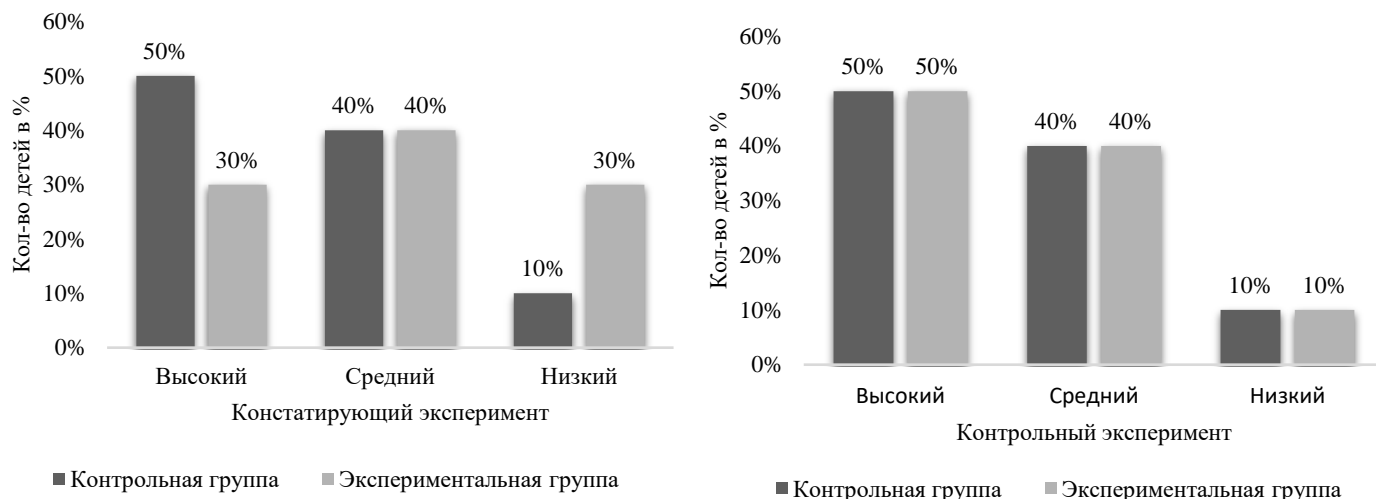 60%
50%
40%
30%
20%
10%
0%
Кол-во детей в %
50%
30%
40%
40%
10%
30%
Высокий
Средний
Низкий
Констатирующий эксперимент
Контрольная группа
Экспериментальная группа
60%
50%
40%
30%
20%
10%
0%
Кол-во детей в %
50%
50%
40%
40%
10%
10%
Высокий
Средний
Низкий
Контрольный эксперимент
Контрольная группа
Экспериментальная группа